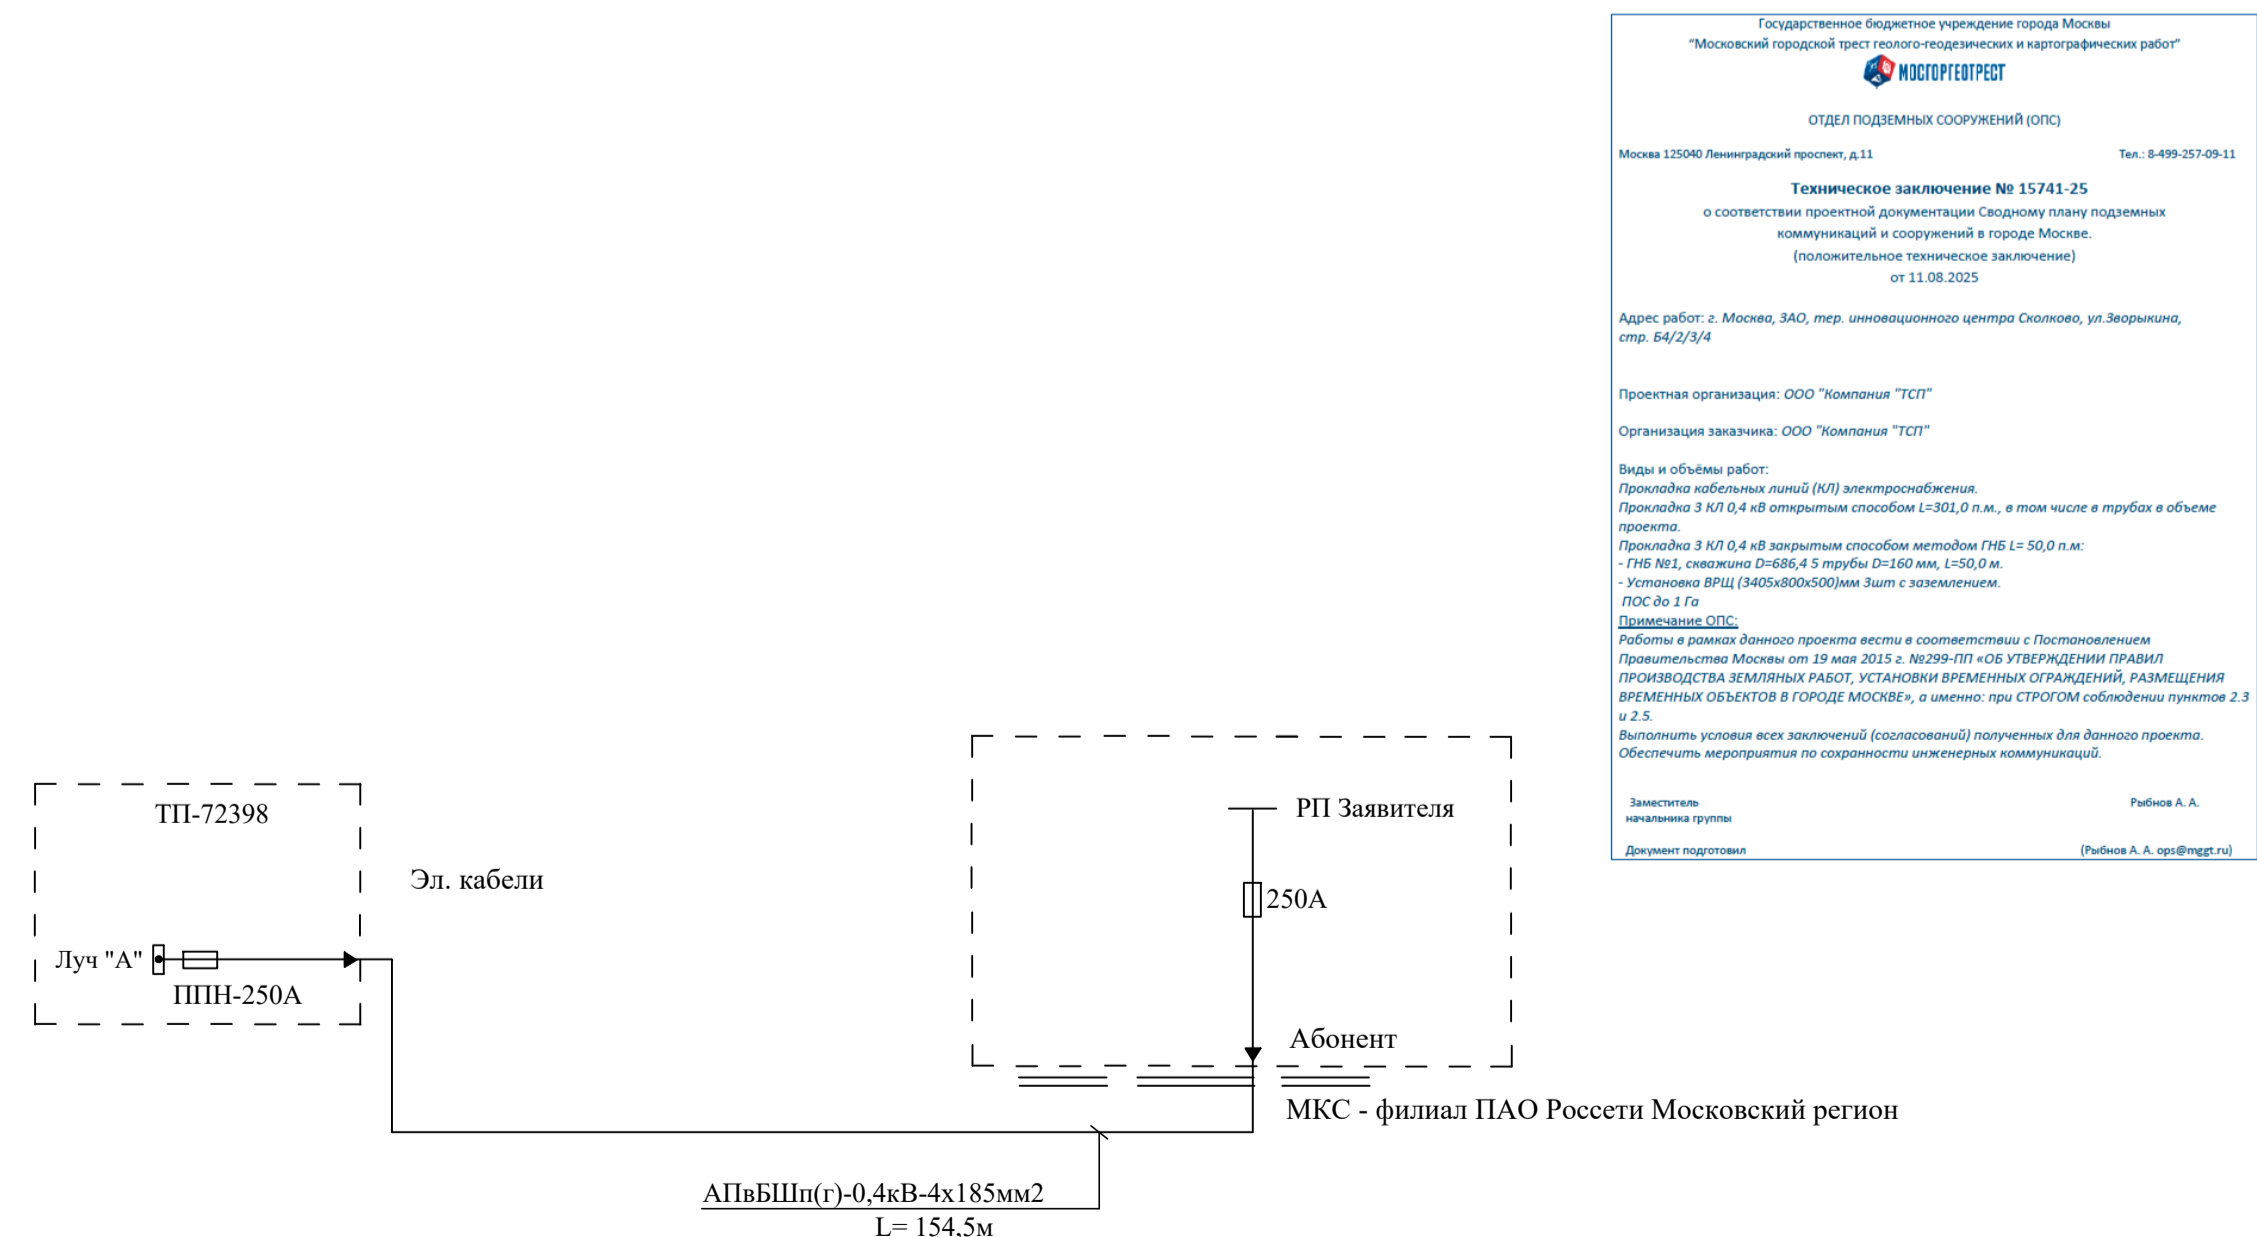 Государственное бюджетное учреждение города Москвы
“Московский городской трест геолого-геодезических и картографических работ”
МОСГОРГЕОТРЕСТ
ОТДЕЛ ПОДЗЕМНЫХ СООРУЖЕНИЙ (ОПС)
Москва 125040 Ленинградский проспект, д.11 Тел.: 8-499-257-09-11
Техническое заключение № 15741-25
о соответствии проектной документации Сводному плану подземных
коммуникаций и сооружений в городе Москве.
(положительное техническое заключение)
от 11.08.2025
Адрес работ: г. Москва, ЗАО, тер. инновационного центра Сколково, ул.Зворыкина,
стр. Б4/2/3/4
Проектная организация: ООО "Компания "ТСП"
Организация заказчика: ООО "Компания "ТСП"
Виды и объёмы работ:
Прокладка кабельных линий (КЛ) электроснабжения.
Прокладка 3 КЛ 0,4 кВ открытым способом L=301,0 п.м., в том числе в трубах в объеме
проекта.
Прокладка 3 КЛ 0,4 кВ закрытым способом методом ГНБ L= 50,0 п.м:
- ГНБ №1, скважина D=686,4 5 трубы D=160 мм, L=50,0 м.
- Установка ВРЩ (3405х800х500)мм 3шт с заземлением.
ПОС до 1 Га
Примечание ОПС:
Работы в рамках данного проекта вести в соответствии с Постановлением
Правительства Москвы от 19 мая 2015 г. №299-ПП «ОБ УТВЕРЖДЕНИИ ПРАВИЛ
ПРОИЗВОДСТВА ЗЕМЛЯНЫХ РАБОТ, УСТАНОВКИ ВРЕМЕННЫХ ОГРАЖДЕНИЙ, РАЗМЕЩЕНИЯ
ВРЕМЕННЫХ ОБЪЕКТОВ В ГОРОДЕ МОСКВЕ», а именно: при СТРОГОМ соблюдении пунктов 2.3
и 2.5.
Выполнить условия всех заключений (согласований) полученных для данного проекта.
Обеспечить мероприятия по сохранности инженерных коммуникаций.
Заместитель Рыбнов А. А.
начальника группы
Документ подготовил (Рыбнов А. А. ops@mggt.ru)
ТП-72398
Эл. кабели
Луч "А"
ППН-250А
РП Заявителя
250А
Абонент
МКС - филиал ПАО Россети Московский регион
АПвБШп(г)-0,4кВ-4х185мм2
L= 154,5м